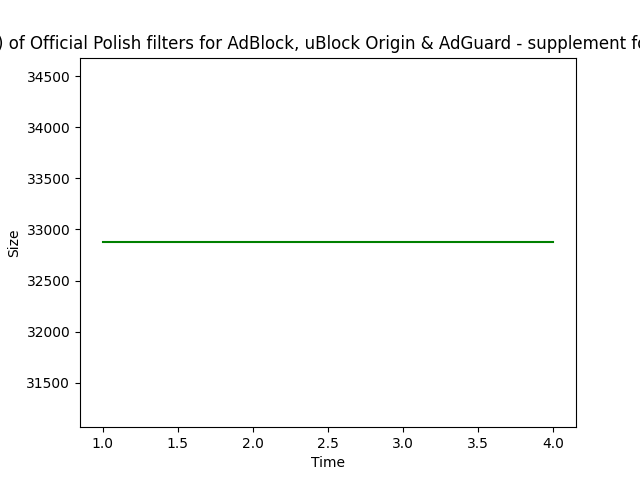 ) of Official Polish filters for AdBlock, uBlock Origin & AdGuard - supplement fo
34500
34000
33500
33000
32500
32000
31500
Size
1.0 1.5 2.0 2.5 3.0 3.5 4.0
Time